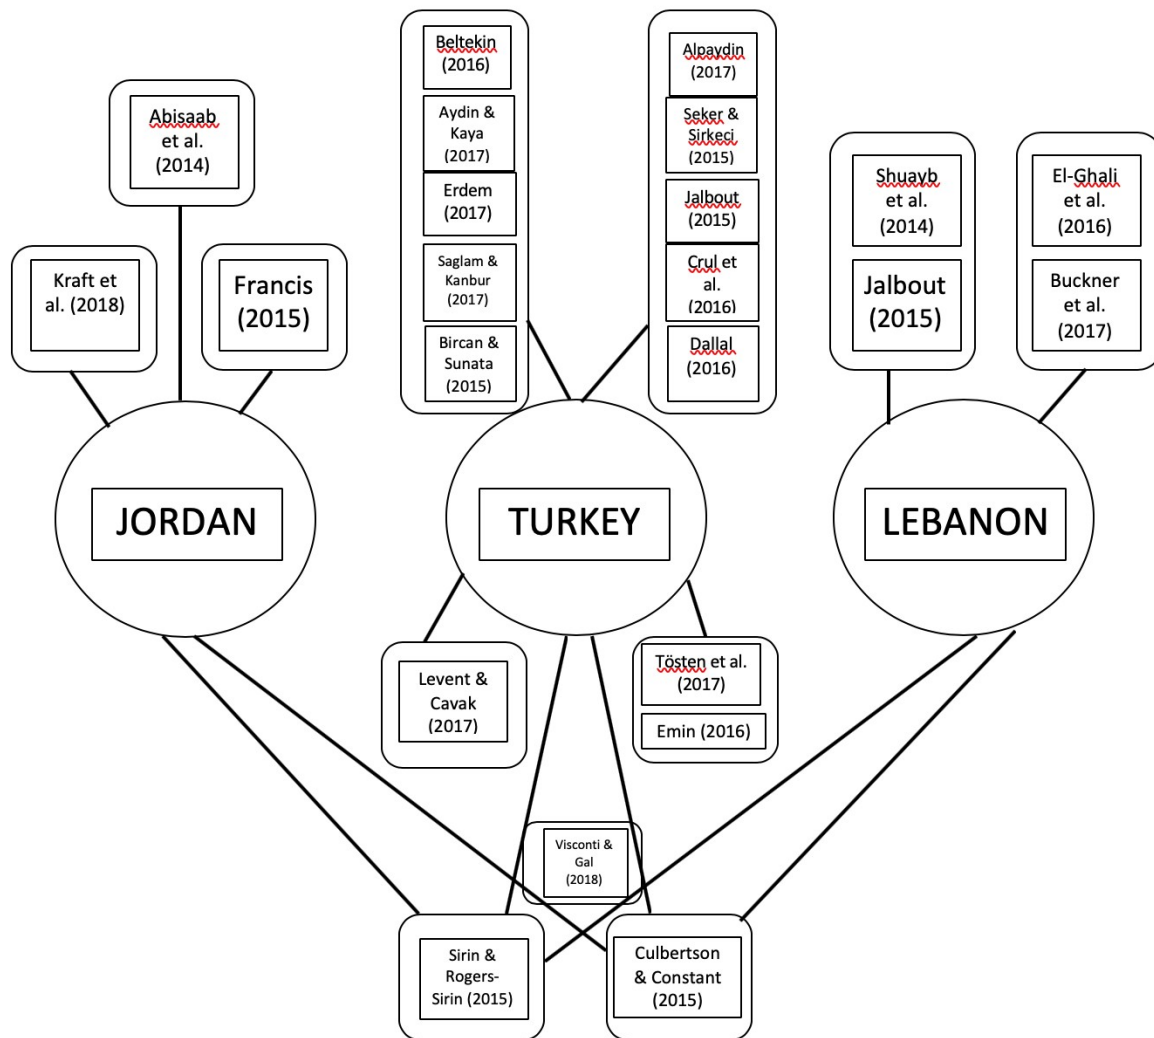 Beltekin
(2016)
Aydin &
Kaya
(2017)
Erdem
(2017)
Saglam &
Kanbur
(2017)
Bircan &
Sunata
(2015)
Alpaydin
(2017)
Seker &
Sirkeci
(2015)
Jalbout
(2015)
Crul et
al.
(2016)
Dallal
(2016)
Abisaab
et al.
(2014)
Kraft et
al. (2018)
Francis
(2015)
Shuayb
et al.
(2014)
Jalbout
(2015)
El-Ghali
et al.
(2016)
Buckner
et al.
(2017)
JORDAN
TURKEY
LEBANON
Levent &
Cavak
(2017)
Tösten et al.
(2017)
Emin (2016)
Visconti &
Gal
(2018)
Sirin &
Rogers-
Sirin (2015)
Culbertson
& Constant
(2015)